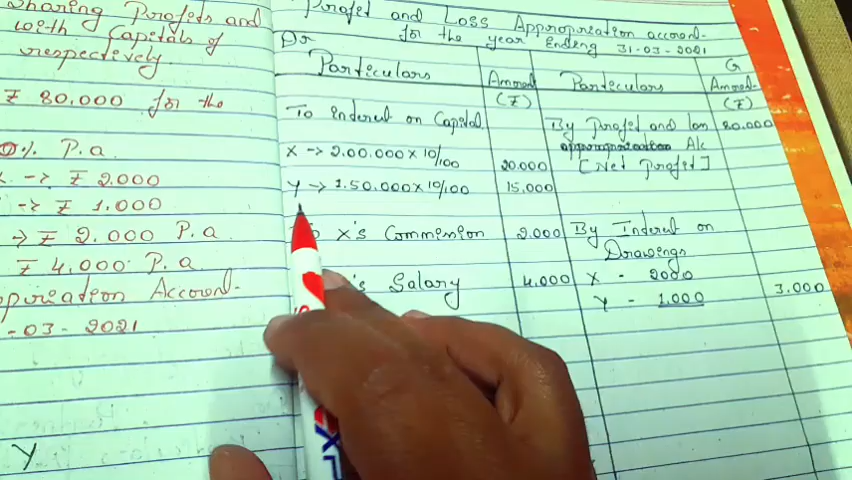 Sharing Profits and
with Capitals of
respectively.
₹ 80.000 for the
10% P.a
X. -> ₹ 2.000
-> ₹ 1.000
-> ₹ 2.000 P.a
₹ 4.000 P.a
Account
-03-2021
Y
Profit and Loss Appropriation account
for the year Ending 31-03-2021
Dr Cr
Particulars Amount (₹) Particulars Amount (₹)
To Interest on Capital By Profit and loss 80.000
appropriation A/c
X -> 2.00.000 x 10/100 20.000 [Net Profit]
Y -> 1.50.000 x 10/100 15,000
X's Commission 2.000 By Interest on
Drawings
's Salary 4.000 X - 2000
Y - 1.000 3.000